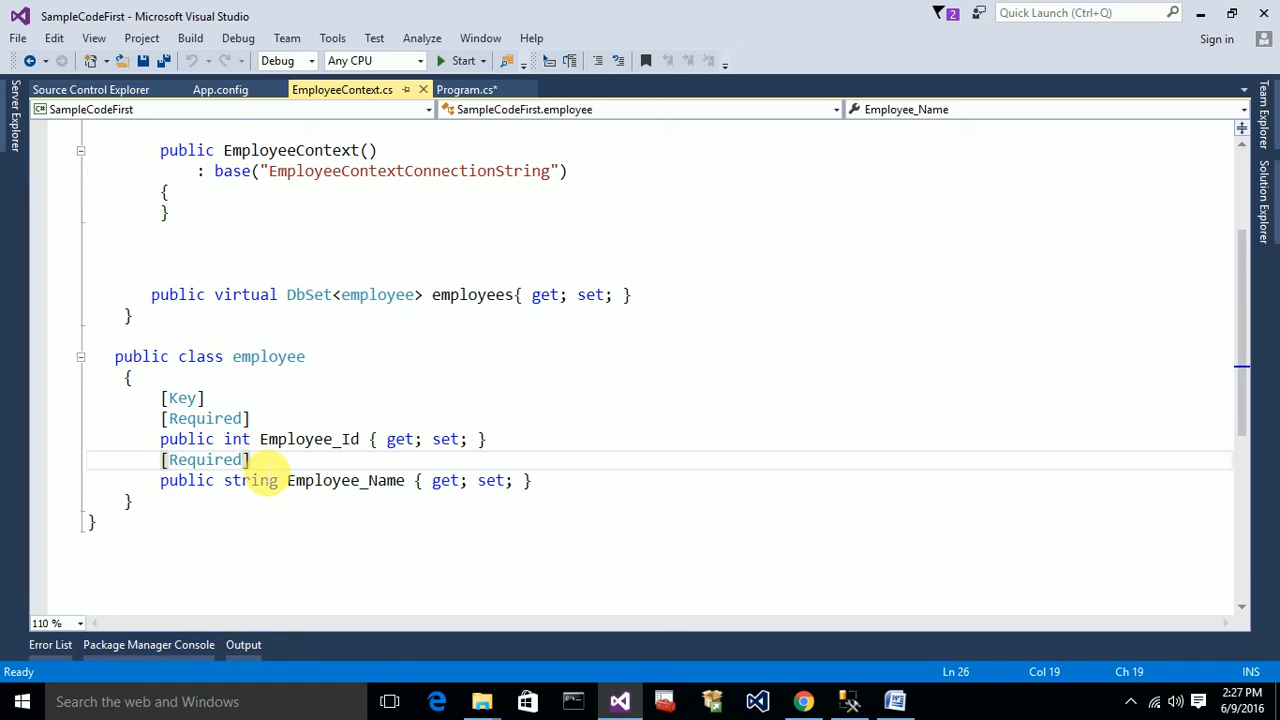 SampleCodeFirst - Microsoft Visual Studio
2
Quick Launch (Ctrl+Q)
File Edit View Project Build Debug Team Tools Test Analyze Window Help
Sign in
Debug Any CPU Start
Source Control Explorer App.config EmployeeContext.cs Program.cs*
C# SampleCodeFirst SampleCodeFirst.employee Employee_Name
Server Explorer
Team Explorer
Solution Explorer
public EmployeeContext()
: base("EmployeeContextConnectionString")
{
}
public virtual DbSet<employee> employees{ get; set; }
}
public class employee
{
[Key]
[Required]
public int Employee_Id { get; set; }
[Required]
public string Employee_Name { get; set; }
}
}
110 %
Error List Package Manager Console Output
Ready Ln 26 Col 19 Ch 19 INS
Search the web and Windows
2:27 PM
6/9/2016